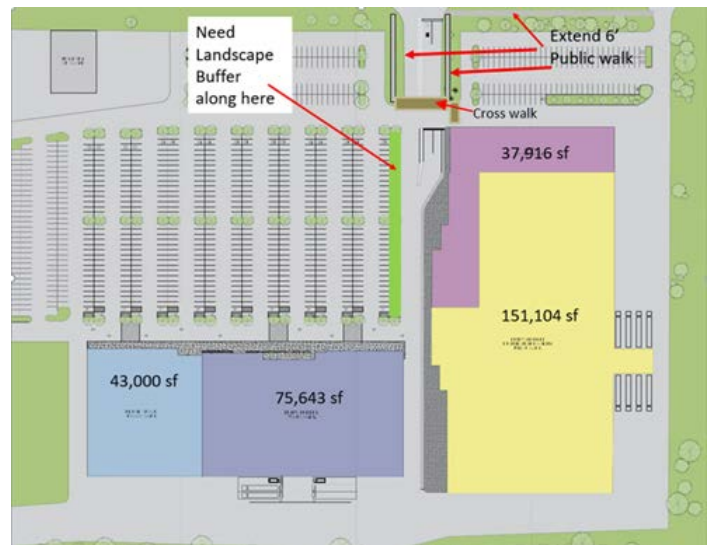 Need
Landscape
Buffer
along here
Extend 6’
Public walk
Cross walk
37,916 sf
151,104 sf
43,000 sf
75,643 sf